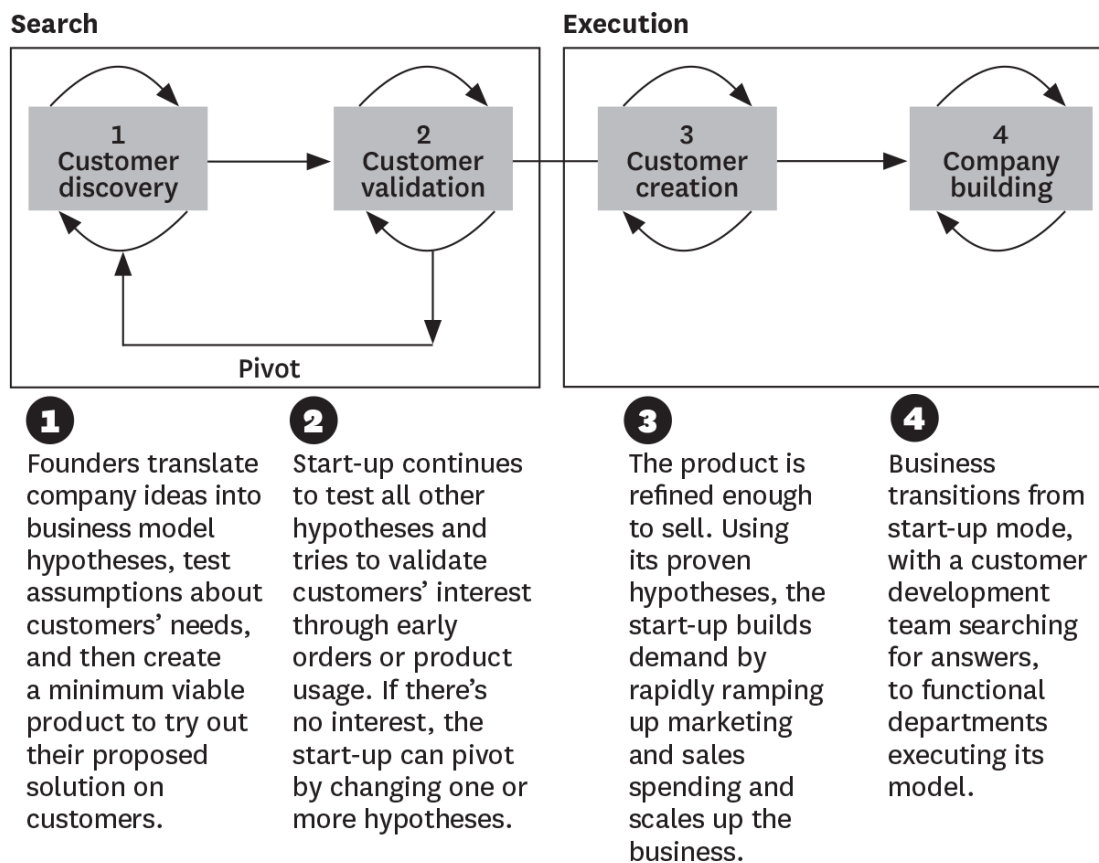 Search
Execution
1
Customer
discovery
2
Customer
validation
3
Customer
creation
4
Company
building
Pivot
1
Founders translate
company ideas into
business model
hypotheses, test
assumptions about
customers’ needs,
and then create
a minimum viable
product to try out
their proposed
solution on
customers.
2
Start-up continues
to test all other
hypotheses and
tries to validate
customers’ interest
through early
orders or product
usage. If there’s
no interest, the
start-up can pivot
by changing one or
more hypotheses.
3
The product is
refined enough
to sell. Using
its proven
hypotheses, the
start-up builds
demand by
rapidly ramping
up marketing
and sales
spending and
scales up the
business.
4
Business
transitions from
start-up mode,
with a customer
development
team searching
for answers,
to functional
departments
executing its
model.